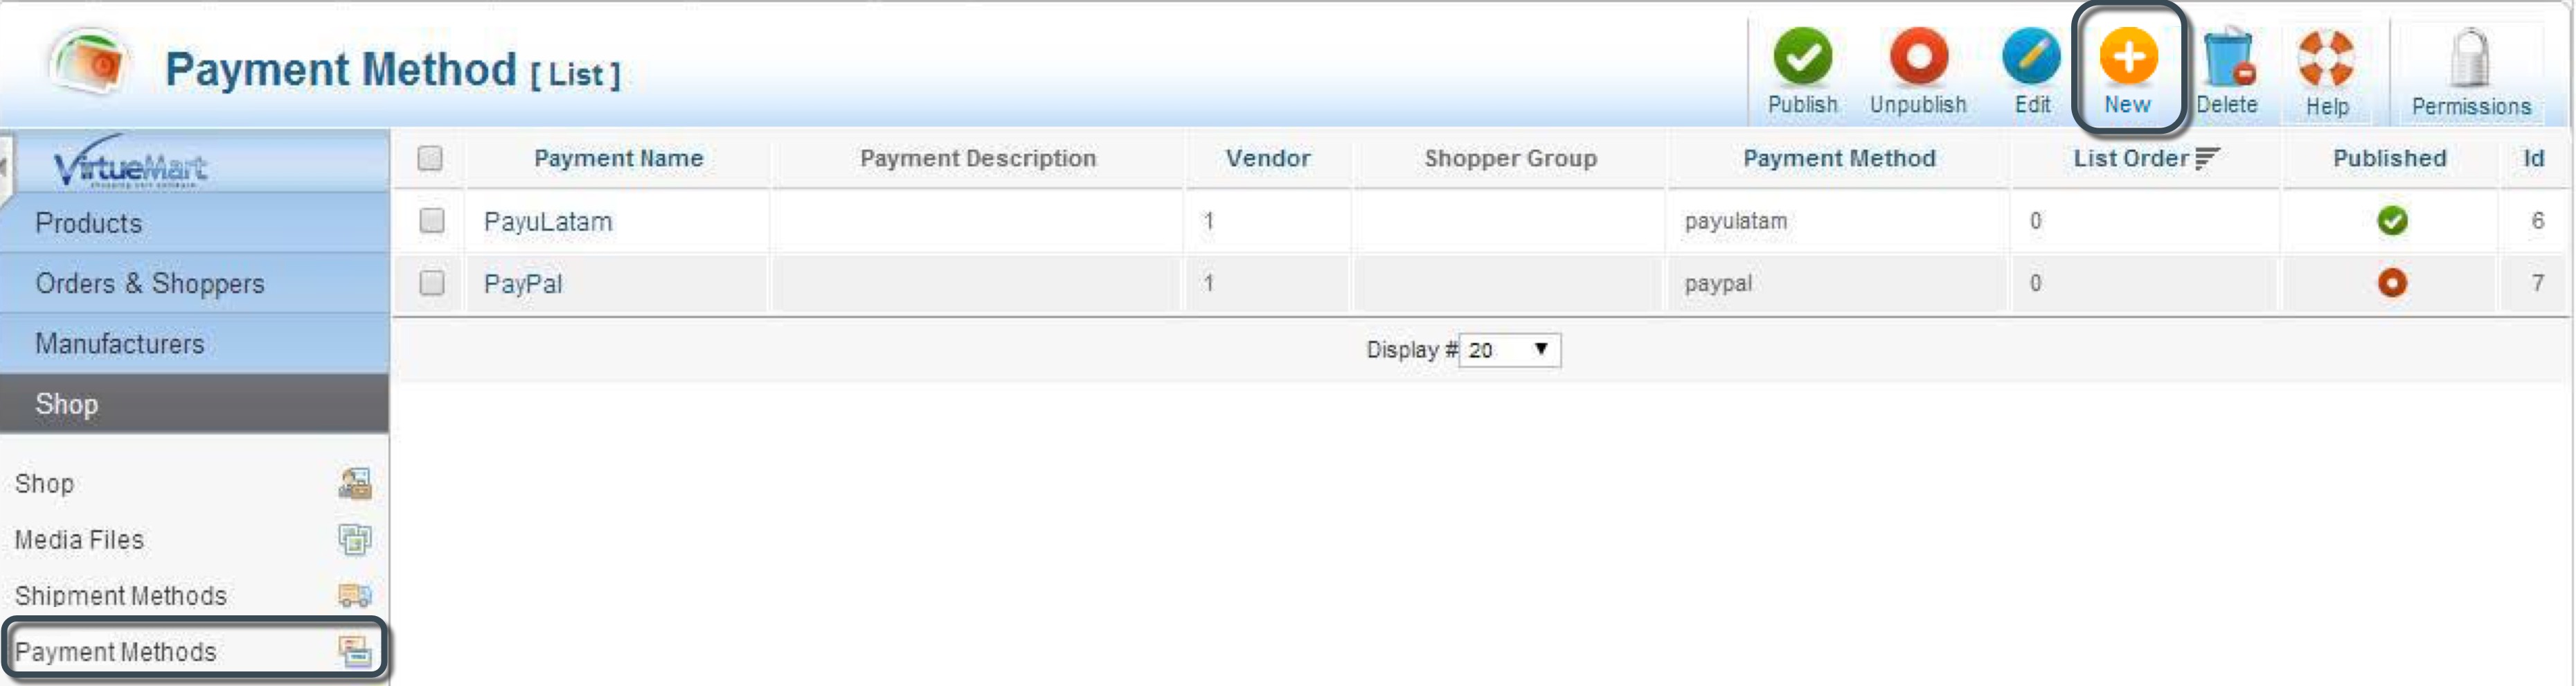 Payment Method [ List ]
Publish Unpublish Edit New Delete Help Permissions
VirtueMart
Payment Name Payment Description Vendor Shopper Group Payment Method List Order Published Id
Products
PayuLatam 1 payulatam 0 6
Orders & Shoppers
PayPal 1 paypal 0 7
Manufacturers
Display # 20
Shop
Shop
Media Files
Shipment Methods
Payment Methods